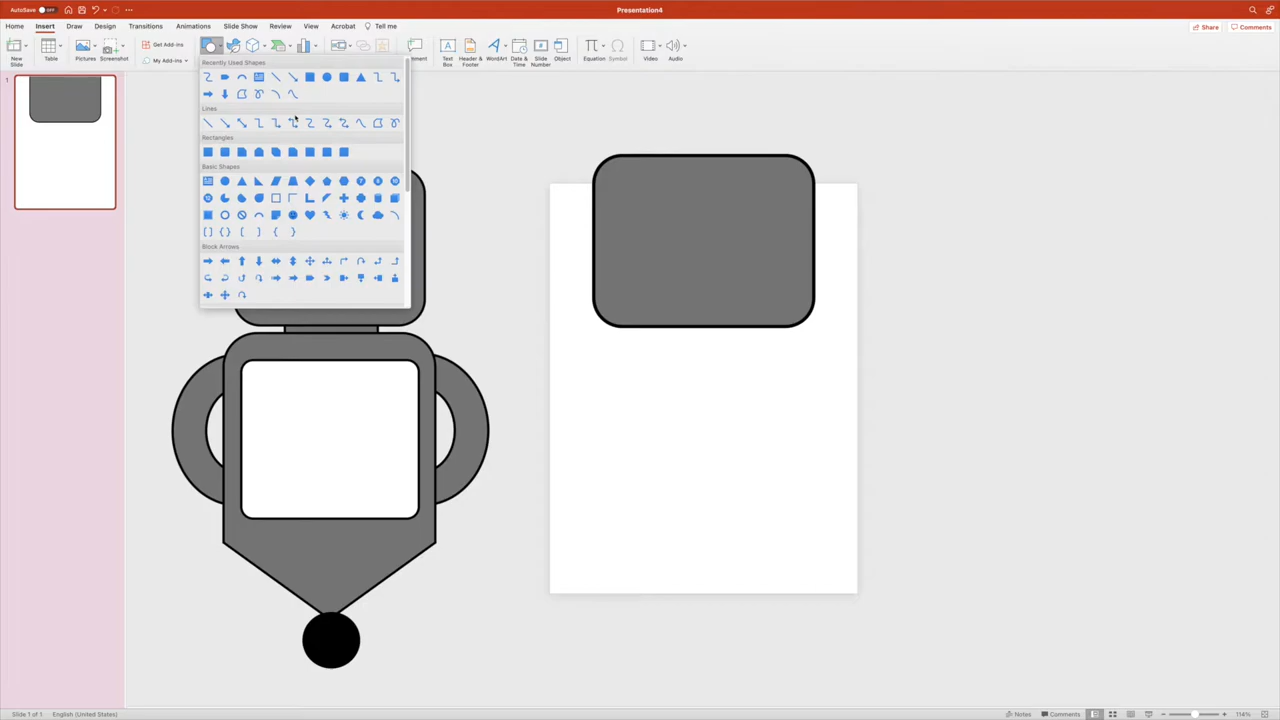 AutoSave OFF
Presentation4
Home Insert Draw Design Transitions Animations Slide Show Review View Acrobat Tell me
Share Comments
New Slide
Table
Pictures
Screenshot
Get Add-ins
My Add-ins
Text Box
Header & Footer
WordArt
Date & Time
Slide Number
Object
Equation
Symbol
Video
Audio
Recently Used Shapes
Lines
Rectangles
Basic Shapes
Block Arrows
1
Slide 1 of 1 English (United States)
Notes Comments 114%